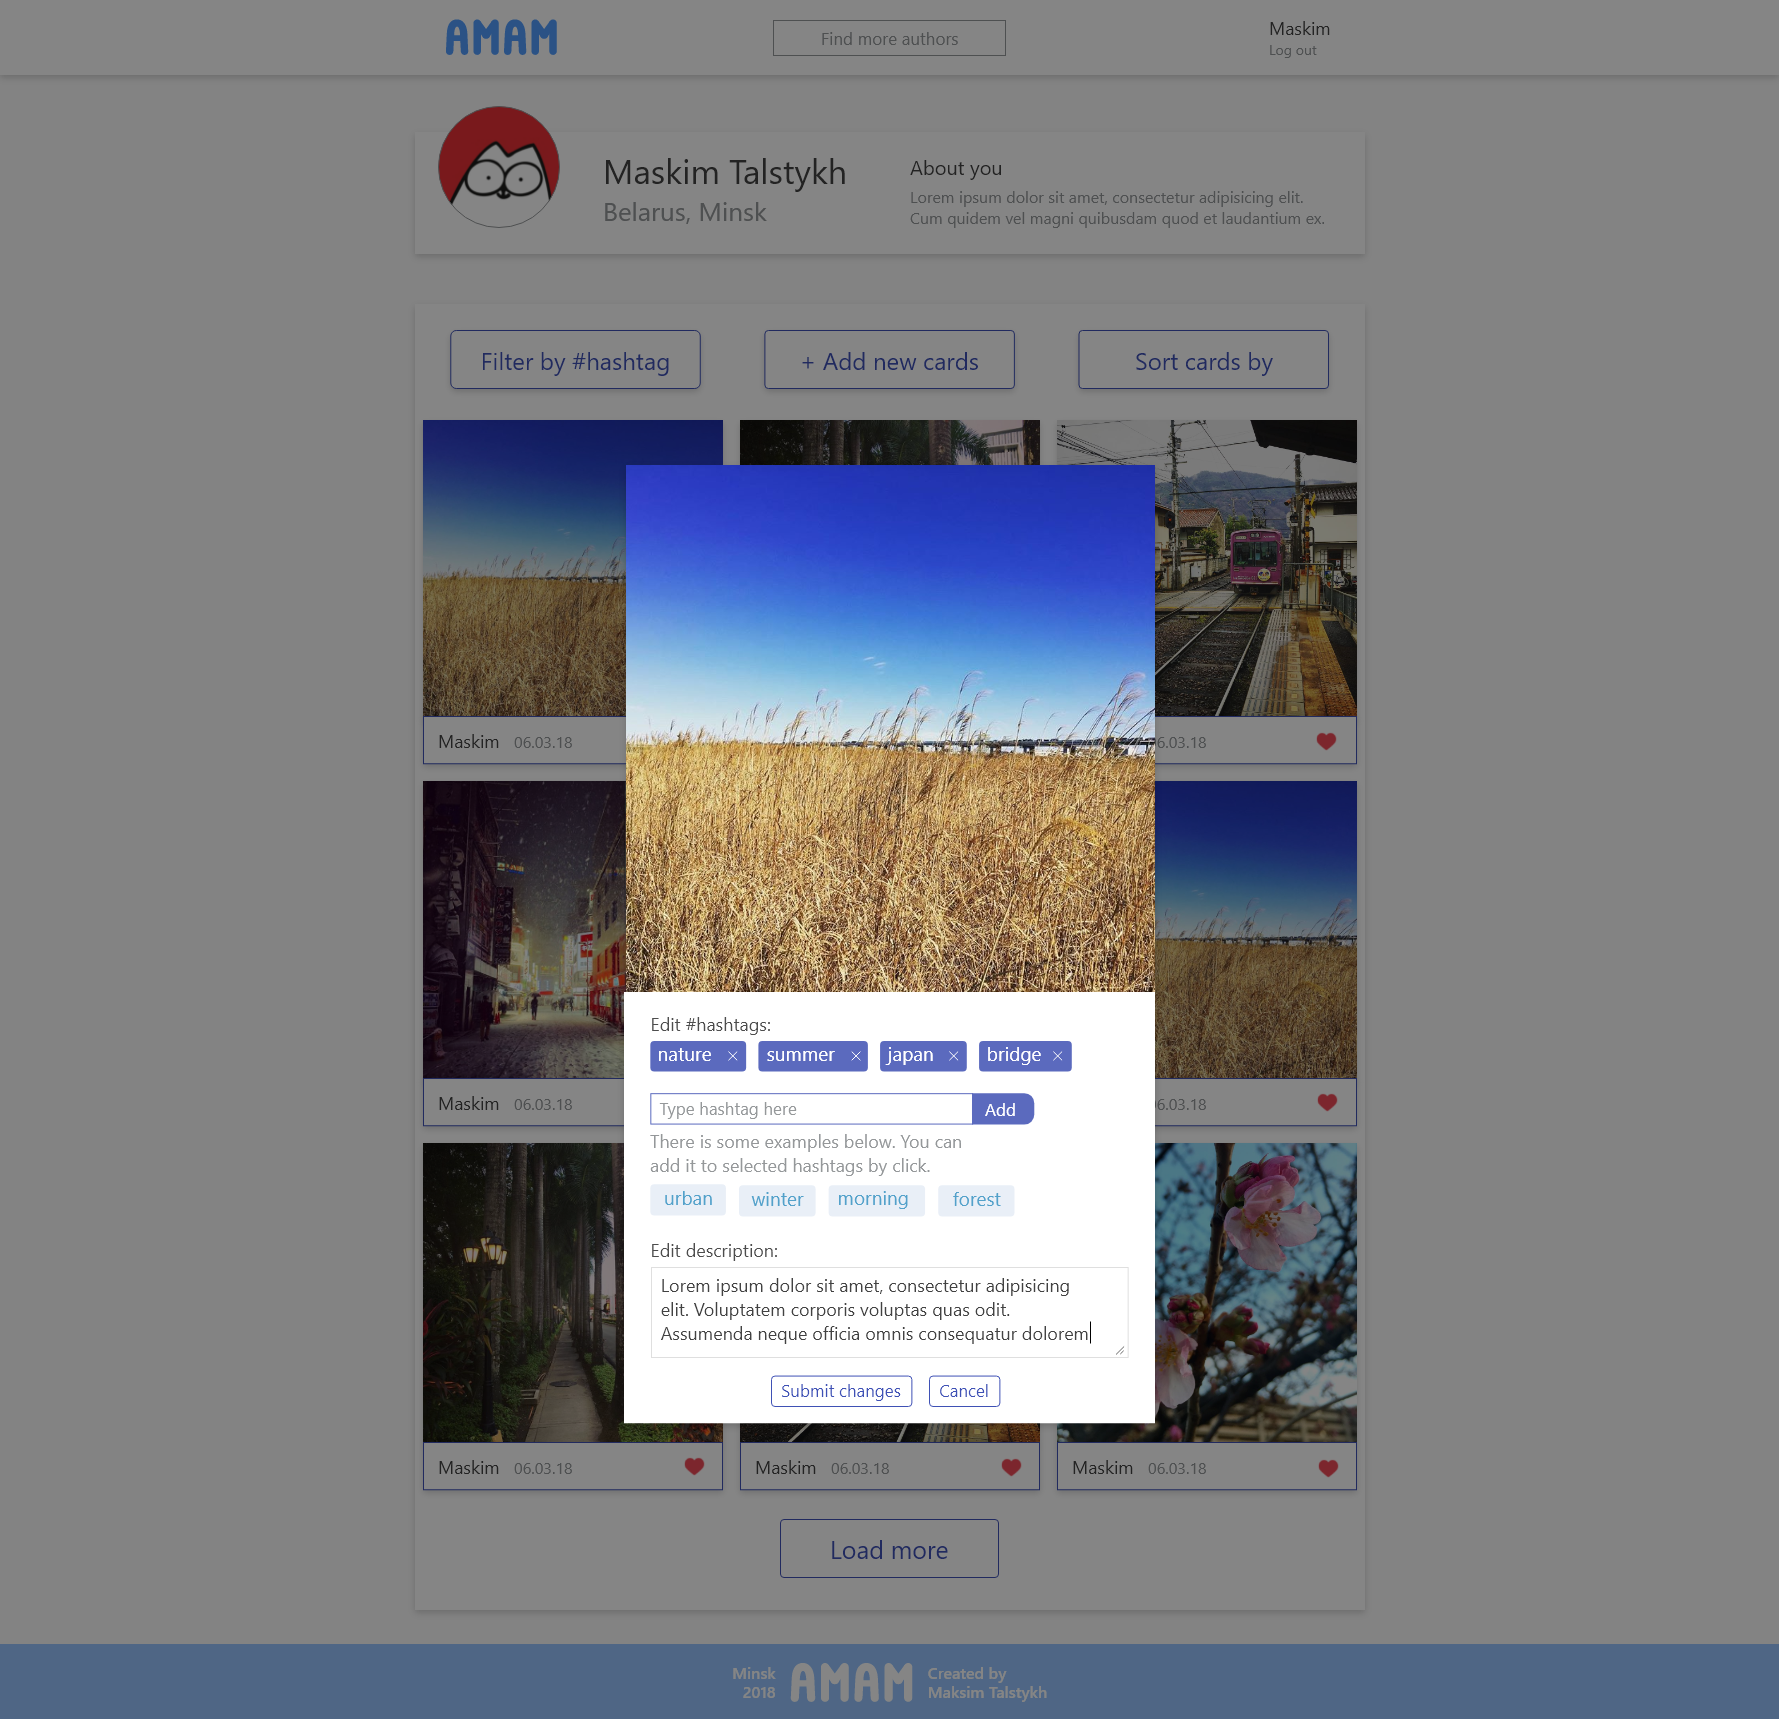 AMAM
Find more authors
Maskim
Log out
Maskim Talstykh
Belarus, Minsk
About you
Lorem ipsum dolor sit amet, consectetur adipisicing elit.
Cum quidem vel magni quibusdam quod et laudantium ex.
Filter by #hashtag
+ Add new cards
Sort cards by
Maskim 06.03.18
6.03.18
Maskim 06.03.18
6.03.18
Edit #hashtags:
nature × summer × japan × bridge ×
Type hashtag here Add
There is some examples below. You can
add it to selected hashtags by click.
urban winter morning forest
Edit description:
Lorem ipsum dolor sit amet, consectetur adipisicing
elit. Voluptatem corporis voluptas quas odit.
Assumenda neque officia omnis consequatur dolorem
Submit changes Cancel
Maskim 06.03.18
Maskim 06.03.18
Maskim 06.03.18
Load more
Minsk
2018
AMAM
Created by
Maksim Talstykh